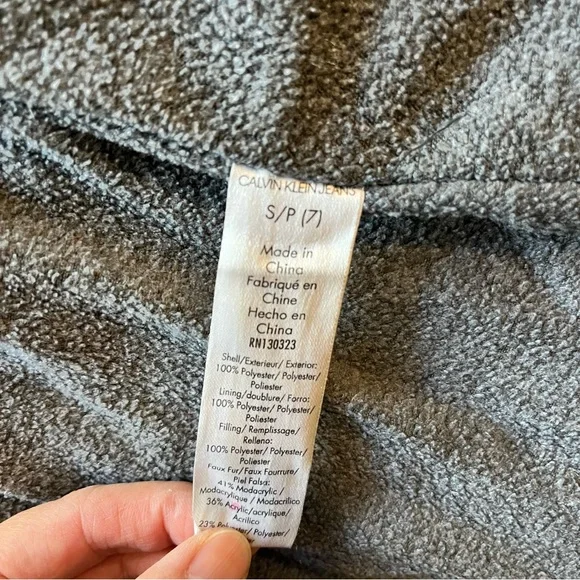 CALVIN KLEIN JEANS
S/P (7)
Made in
China
Fabriqué en
Chine
Hecho en
China
RN130323
Shell/Exterieur/ Exterior:
100% Polyester/ Polyester/
Poliester
Lining/doublure/ Forro:
100% Polyester/ Polyester/
Poliester
Filling/ Remplissage/
Relleno:
100% Polyester/ Polyester/
Poliester
Faux Fur/ Faux Fourrure/
Piel Falsa:
41% Modacrylic /
Modacrylique / Modacrilico
36% Acrylic/acrylique/
Acrilico
23% Polyester/ Polyester/